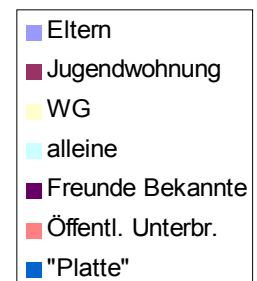 Eltern
Jugendwohnung
WG
alleine
Freunde Bekannte
Öffentl. Unterbr.
"Platte"